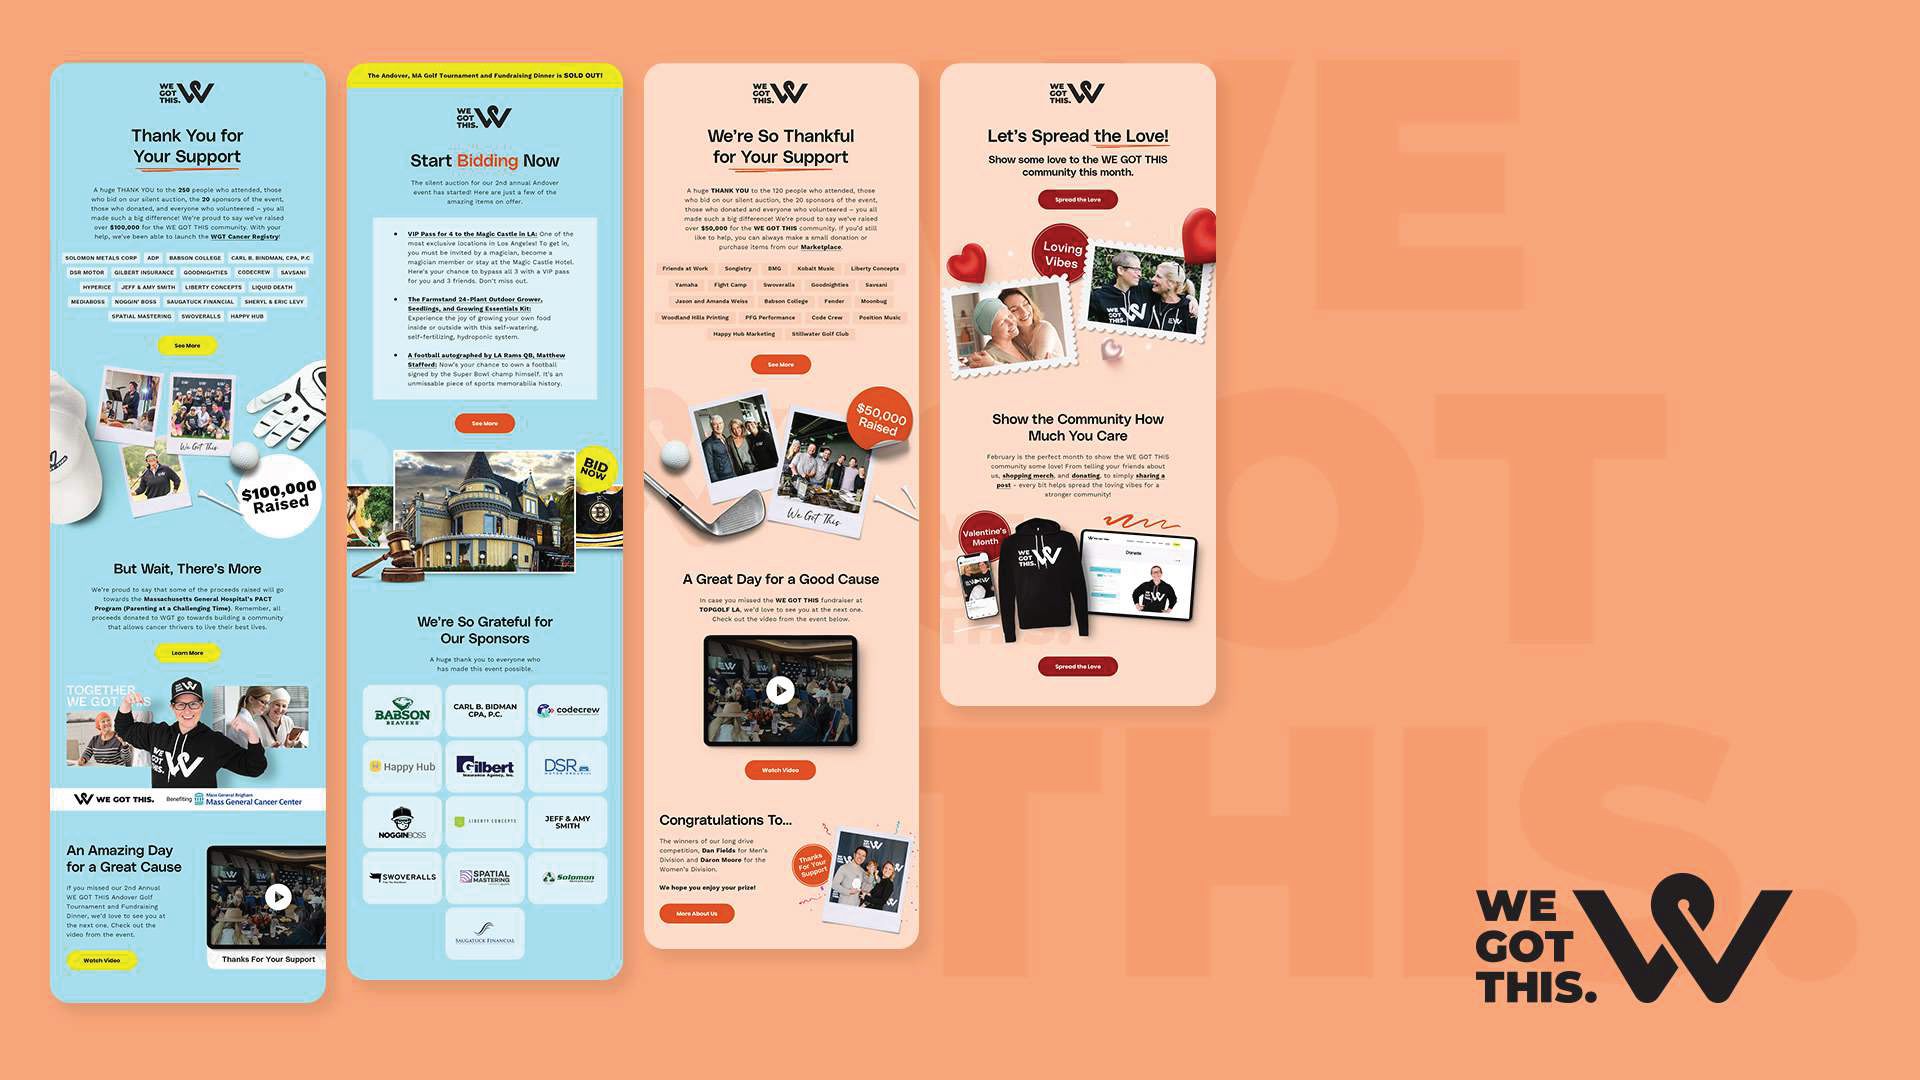 WE
GOT
THIS.
Thank You for
Your Support
A huge THANK YOU to the 250 people who attended, those
who bid on our silent auction, the 20 sponsors of the event,
those who donated, and everyone who volunteered – you all
made such a big difference! We're proud to say we've raised
over $100,000 for the WE GOT THIS community. With your
help, we've been able to launch the WGT Cancer Registry!
SOLOMON METALS CORP ADP BABSON COLLEGE CARL B. BINDMAN, CPA, P.C
DSR MOTOR GILBERT INSURANCE GOODNIGHTIES CODECREW SAVSANI
HYPERICE JEFF & AMY SMITH LIBERTY CONCEPTS LIQUID DEATH
MEDIABOSS NOGGIN' BOSS SAUGATUCK FINANCIAL SHERYL & ERIC LEVY
SPATIAL MASTERING SWOVERALLS HAPPY HUB
See More
We Got This
$100,000
Raised
But Wait, There's More
We're proud to say that some of the proceeds raised will go
towards the Massachusetts General Hospital's PACT
Program (Parenting at a Challenging Time). Remember, all
proceeds donated to WGT go towards building a community
that allows cancer thrivers to live their best lives.
Learn More
TOGETHER
WE GOT THIS
WE GOT THIS. Benefiting Mass General Brigham
Mass General Cancer Center
An Amazing Day
for a Great Cause
If you missed our 2nd Annual
WE GOT THIS Andover Golf
Tournament and Fundraising
Dinner, we'd love to see you at
the next one. Check out the
video from the event.
Watch Video
Thanks For Your Support
The Andover, MA Golf Tournament and Fundraising Dinner is SOLD OUT!
WE
GOT
THIS.
Start Bidding Now
The silent auction for our 2nd annual Andover
event has started! Here are just a few of the
amazing items on offer.
• VIP Pass for 4 to the Magic Castle in LA: One of the
most exclusive locations in Los Angeles! To get in,
you must be invited by a magician, become a
magician member or stay at the Magic Castle Hotel.
Here's your chance to bypass all 3 with a VIP pass
for you and 3 friends. Don't miss out.
• The Farmstand 24-Plant Outdoor Grower,
Seedlings, and Growing Essentials Kit:
Experience the joy of growing your own food
inside or outside with this self-watering,
self-fertilizing, hydroponic system.
• A football autographed by LA Rams QB, Matthew
Stafford: Now's your chance to own a football
signed by the Super Bowl champ himself. It's an
unmissable piece of sports memorabilia history.
See More
BID
NOW
B
We're So Grateful for
Our Sponsors
A huge thank you to everyone who
has made this event possible.
BABSON
BEAVERS
CARL B. BIDMAN
CPA, P.C.
codecrew
Happy Hub
Gilbert
Insurance Agency, Inc.
DSR
NOGGINBOSS
LIBERTY CONCEPTS
JEFF & AMY
SMITH
SWOVERALLS
SPATIAL
MASTERING
Solomon
SAUGATUCK FINANCIAL
WE
GOT
THIS.
We're So Thankful
for Your Support
A huge THANK YOU to the 120 people who attended, those
who bid on our silent auction, the 20 sponsors of the event,
those who donated and everyone who volunteered – you all
made such a big difference! We're proud to say we've raised
over $50,000 for the WE GOT THIS community. If you'd still
like to help, you can always make a small donation or
purchase items from our Marketplace.
Friends at Work Songistry BMG Kobalt Music Liberty Concepts
Yamaha Fight Camp Swoveralla Goodnighties Savsani
Jason and Amanda Weiss Babson College Fender Moonbug
Woodland Hills Printing PFG Performance Code Crew Position Music
Happy Hub Marketing Stillwater Golf Club
See More
$50,000
Raised
We Got This
A Great Day for a Good Cause
In case you missed the WE GOT THIS fundraiser at
TOPGOLF LA, we'd love to see you at the next one.
Check out the video from the event below.
Watch Video
Congratulations To...
The winners of our long drive
competition, Dan Fields for Men's
Division and Daron Moore for the
Women's Division.
We hope you enjoy your prize!
More About Us
Thanks
For Your
Support
WE
GOT
THIS.
Let's Spread the Love!
Show some love to the WE GOT THIS
community this month.
Spread the Love
Loving
Vibes
Show the Community How
Much You Care
February is the perfect month to show the WE GOT THIS
community some love! From telling your friends about
us, shopping merch, and donating, to simply sharing a
post - every bit helps spread the loving vibes for a
stronger community!
Valentine's
Month
WE
GOT
THIS.
Donate
Spread the Love
WE
GOT
THIS.
WE
GOT
THIS.